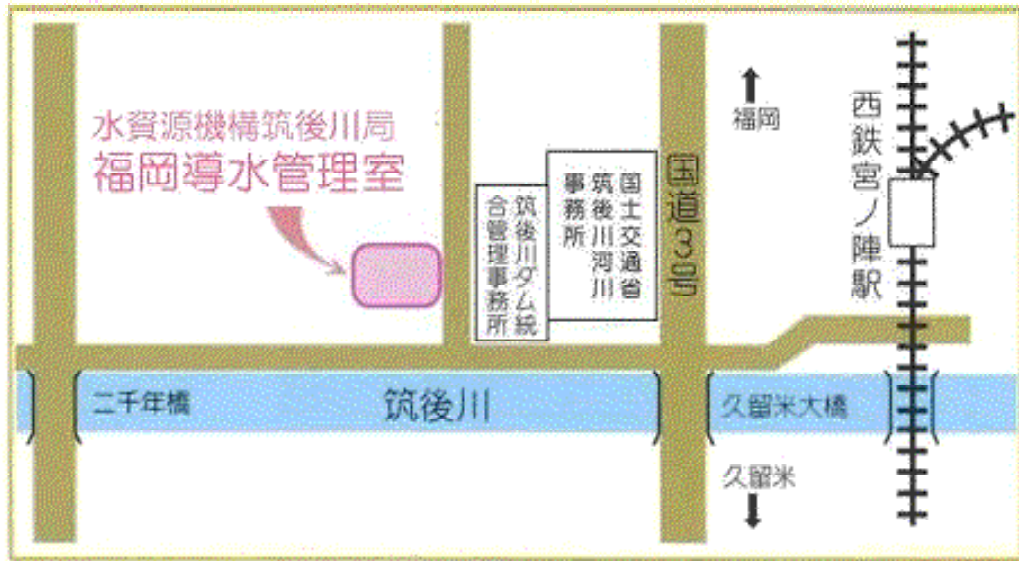 水資源機構筑後川局
福岡導水管理室
福岡
西鉄宮ノ陣駅
国道3号
国土交通省
筑後川河川
事務所
筑後川ダム統
合管理事務所
二千年橋
筑後川
久留米大橋
久留米